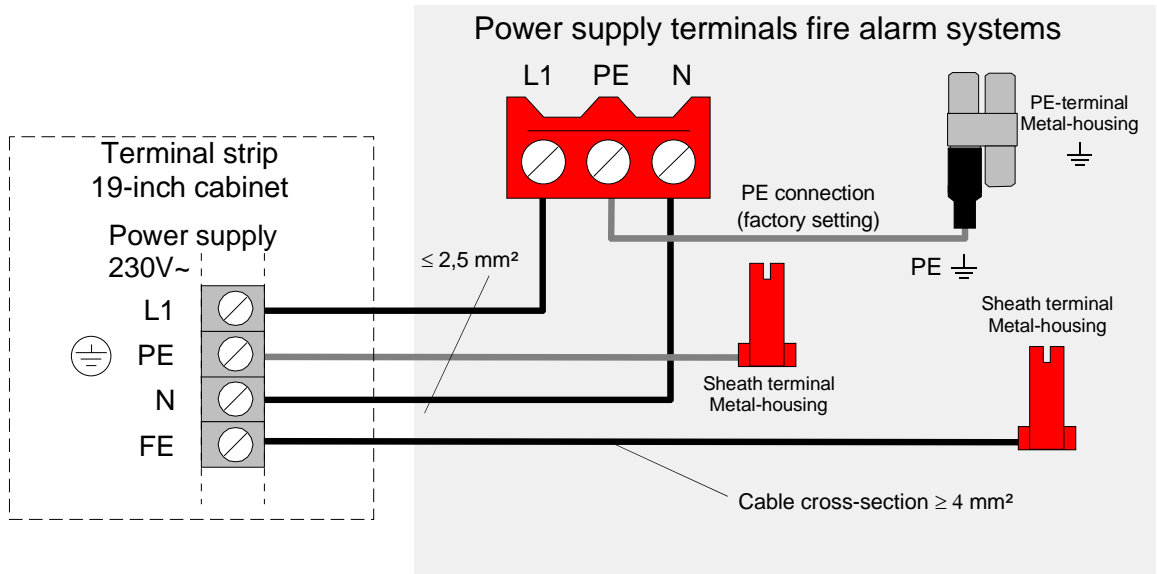 Power supply terminals fire alarm systems
L1 PE N
PE-terminal
Metal-housing
Terminal strip
19-inch cabinet
PE connection
(factory setting)
Power supply
230V~
≤ 2,5 mm²
PE
L1
Sheath terminal
Metal-housing
PE
Sheath terminal
Metal-housing
N
FE
Cable cross-section ≥ 4 mm²